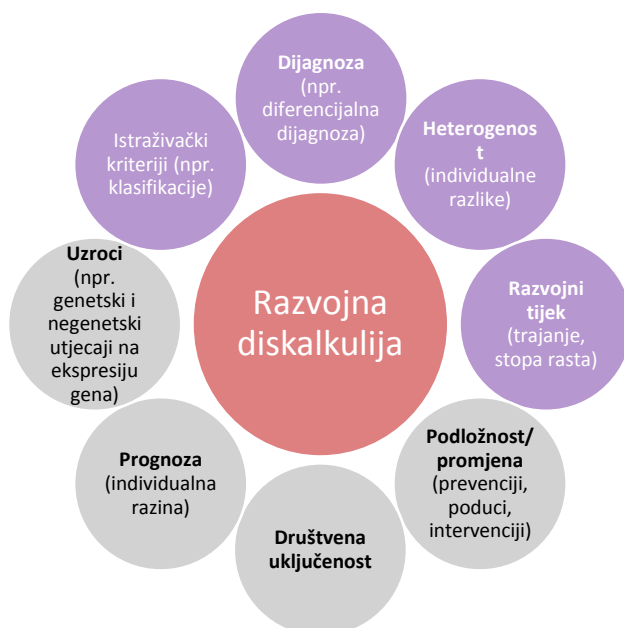 Dijagnoza
(npr.
diferencijalna
dijagnoza)
Heterogenos
t
(individualne
razlike)
Razvojni
tijek
(trajanje,
stopa rasta)
Podložnost/
promjena
(prevenciji,
poduci,
intervenciji)
Društvena
uključenost
Prognoza
(individualna
razina)
Uzroci
(npr.
genetski i
negenetski
utjecaji na
ekspresiju
gena)
Istraživački
kriteriji (npr.
klasifikacije)
Razvojna
diskalkulija